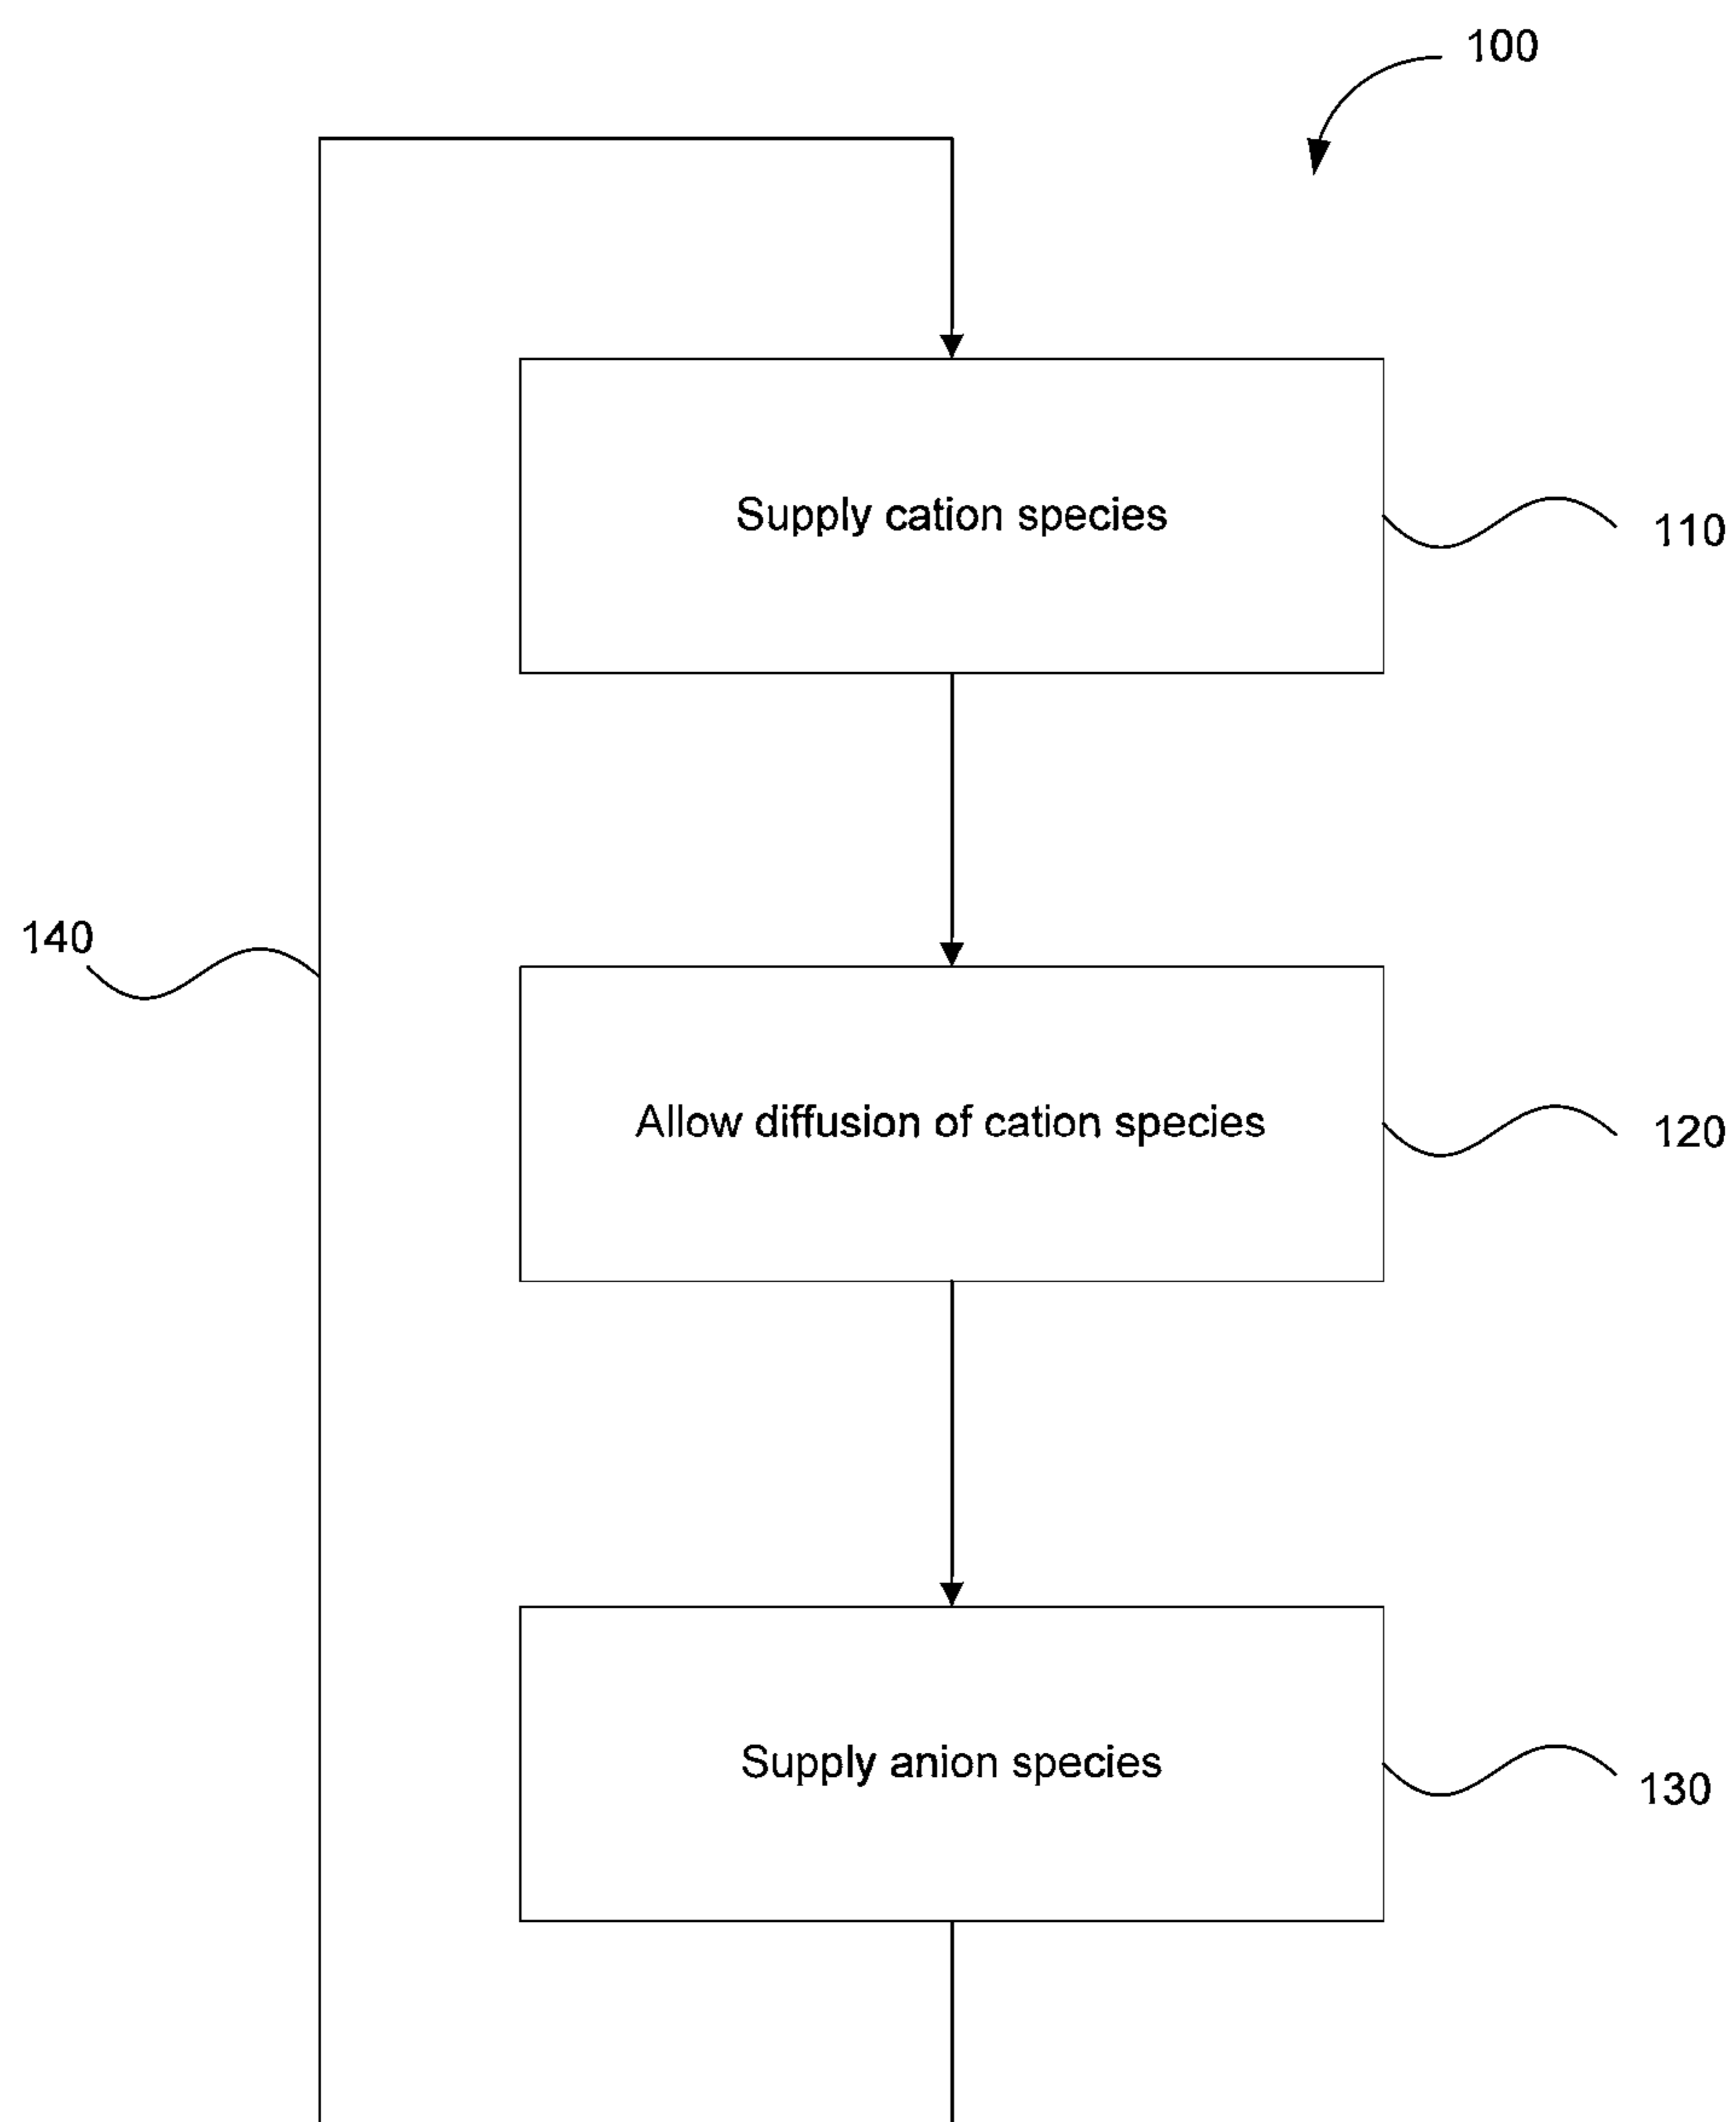 100
Supply cation species
110
140
Allow diffusion of cation species
120
Supply anion species
130